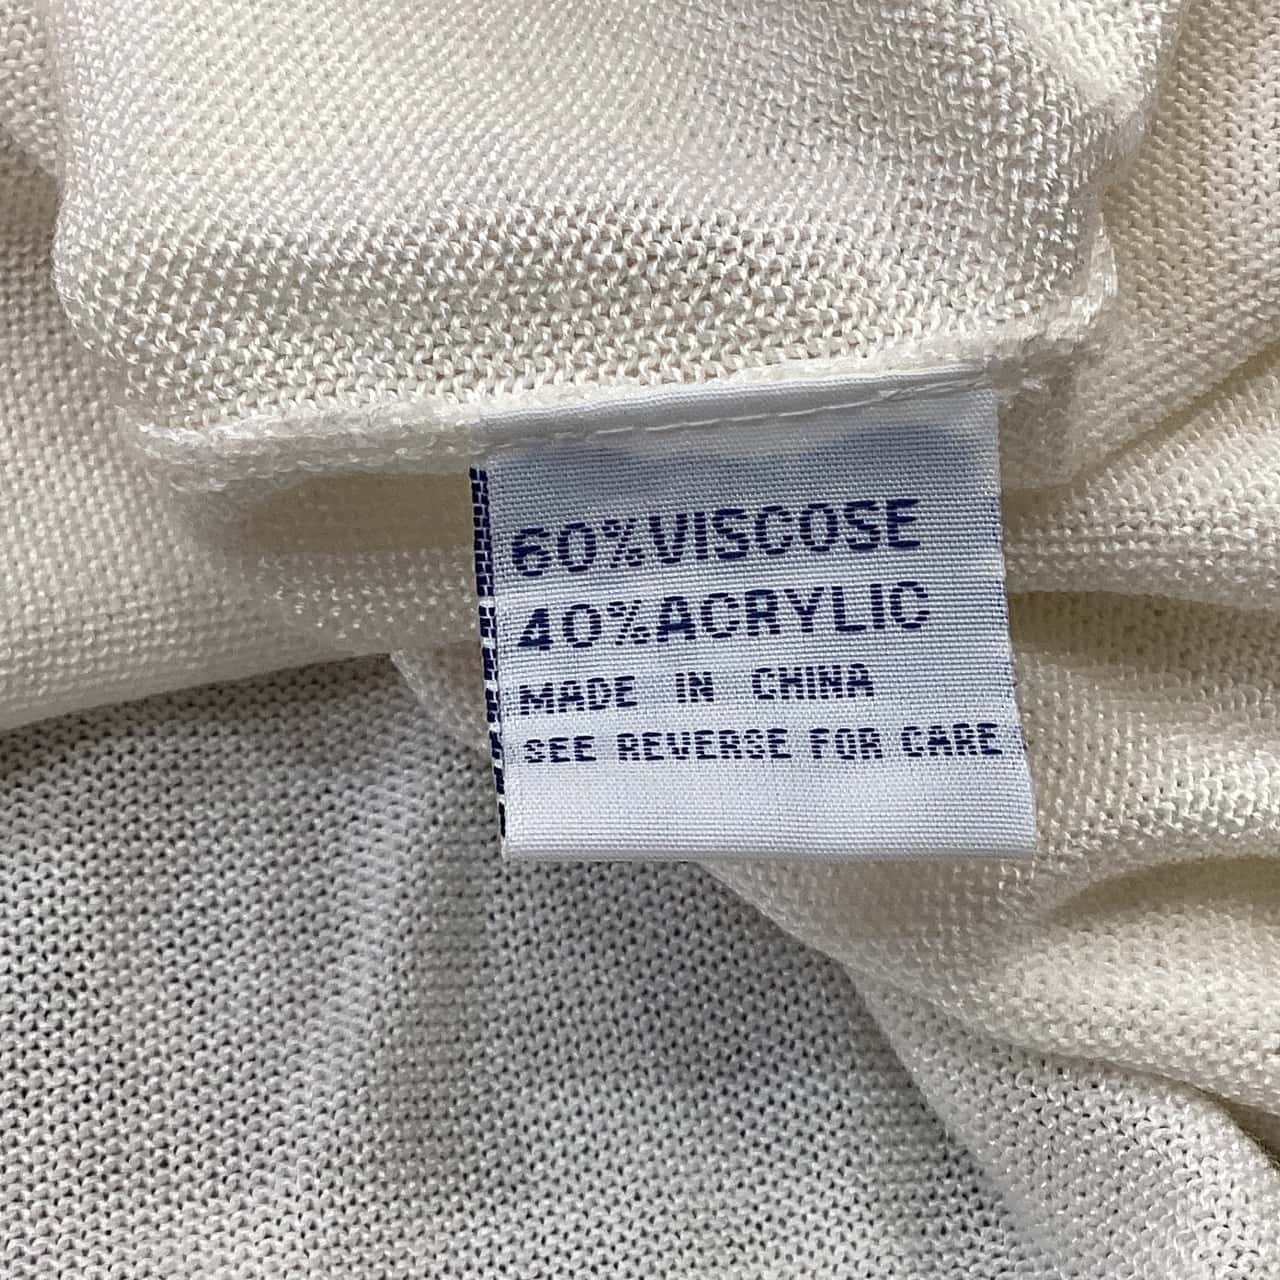 60%VISCOSE
40%ACRYLIC
MADE IN CHINA
SEE REVERSE FOR CARE